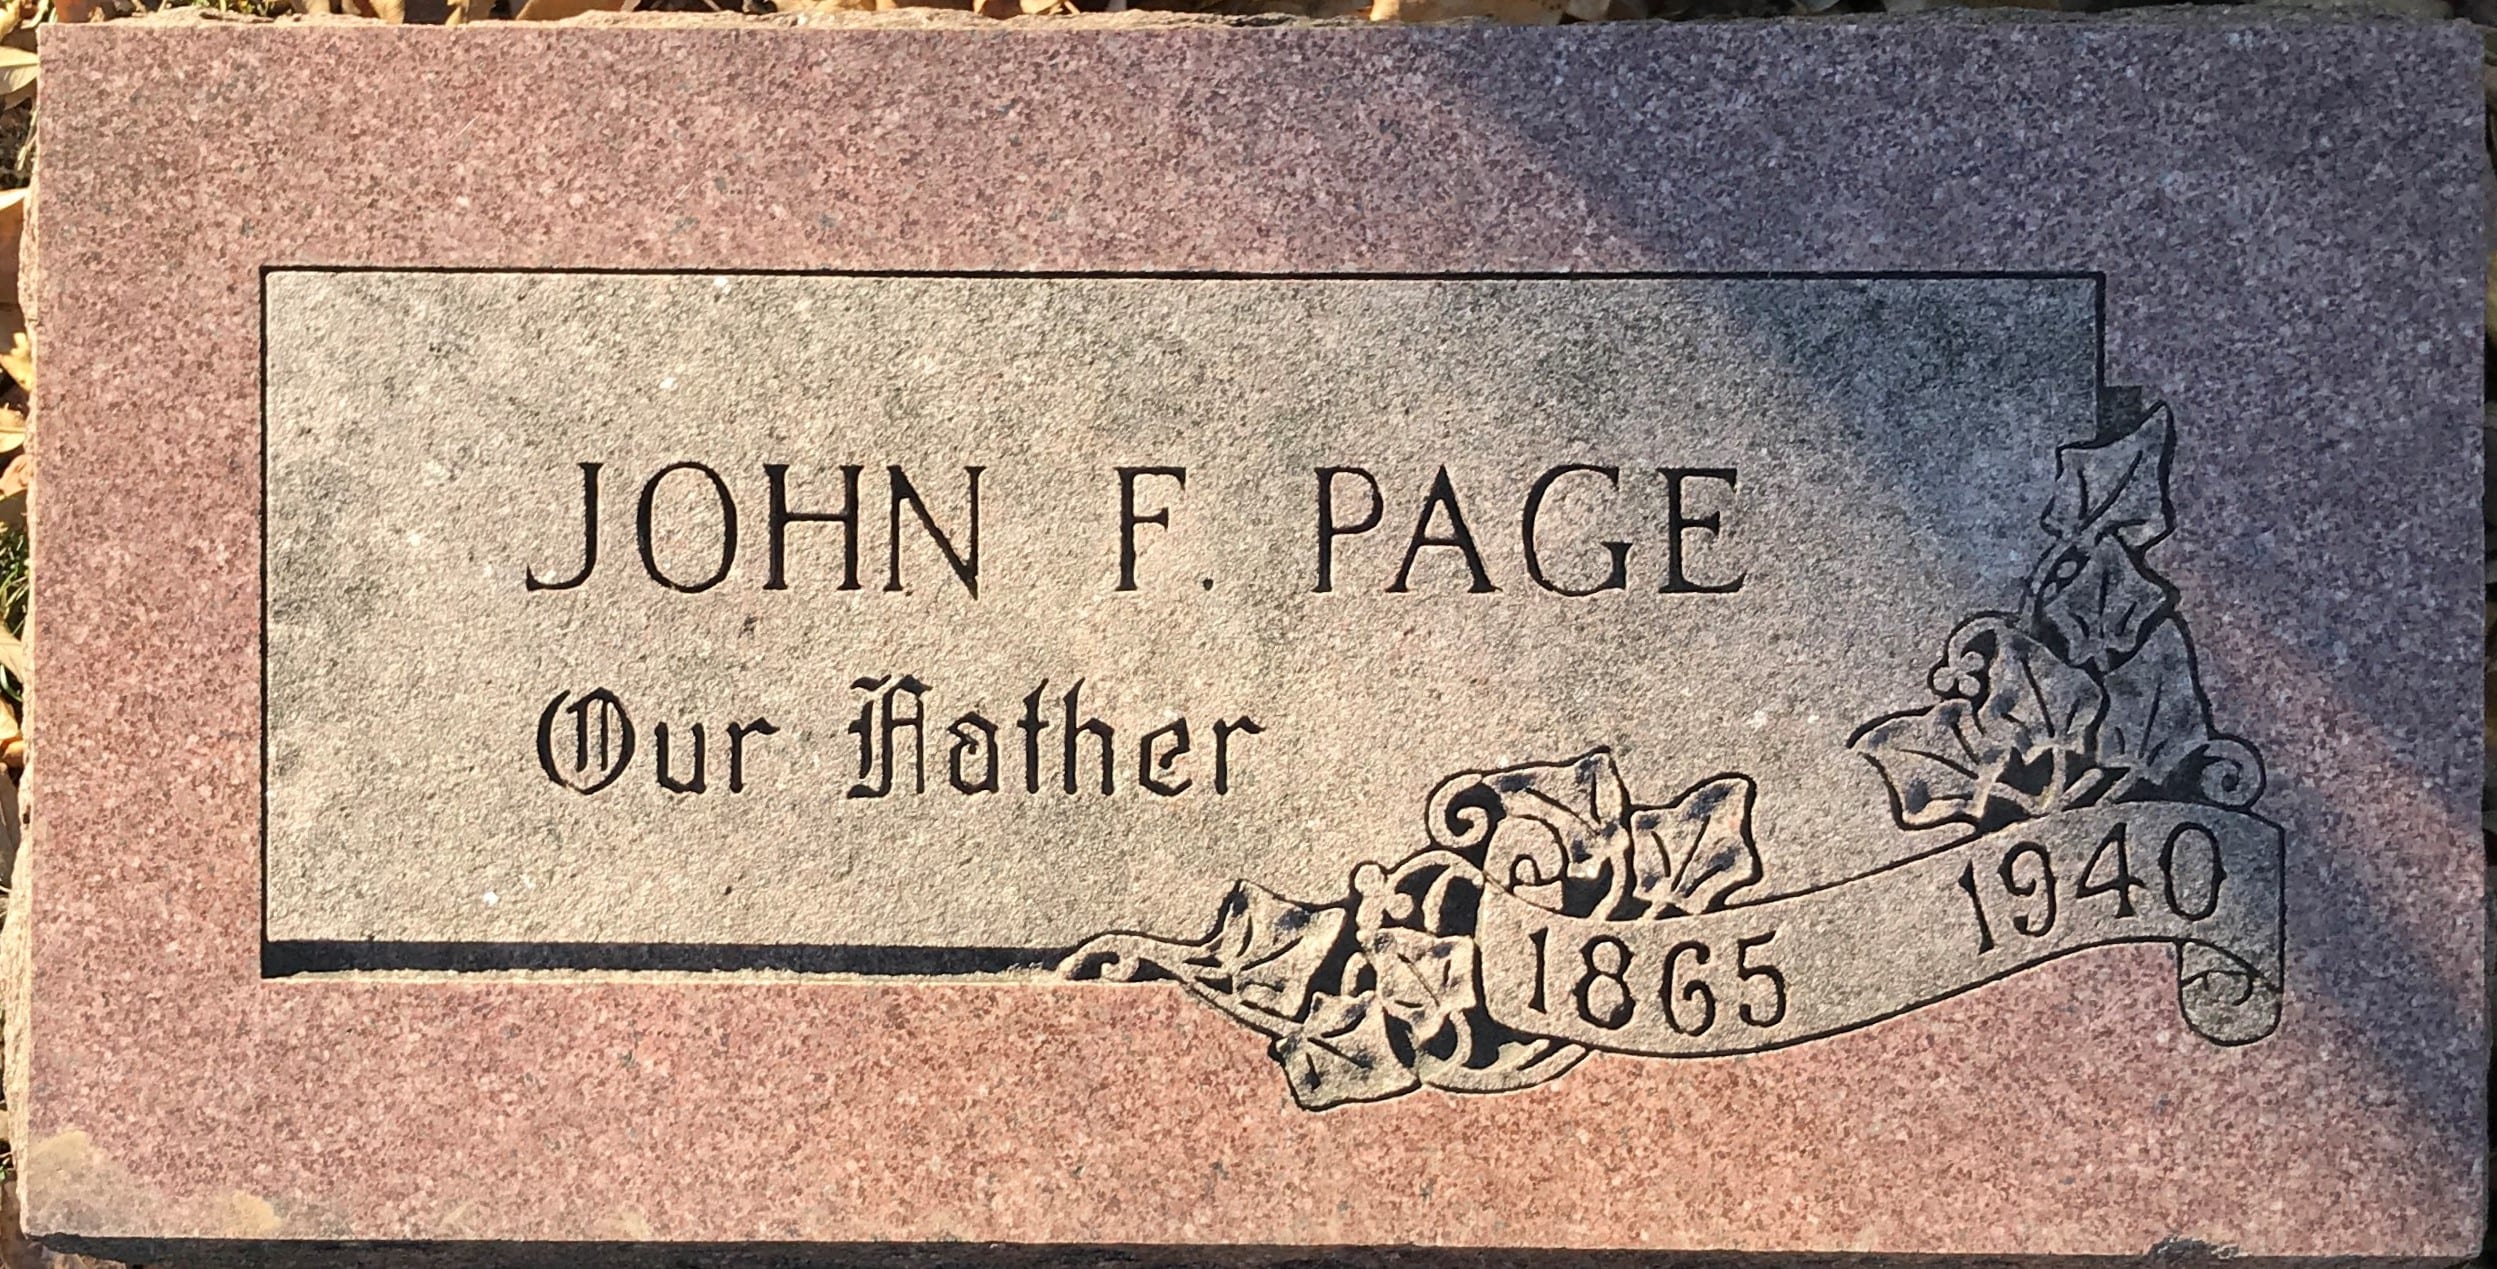 JOHN F. PAGE
Our Father
1865 1940